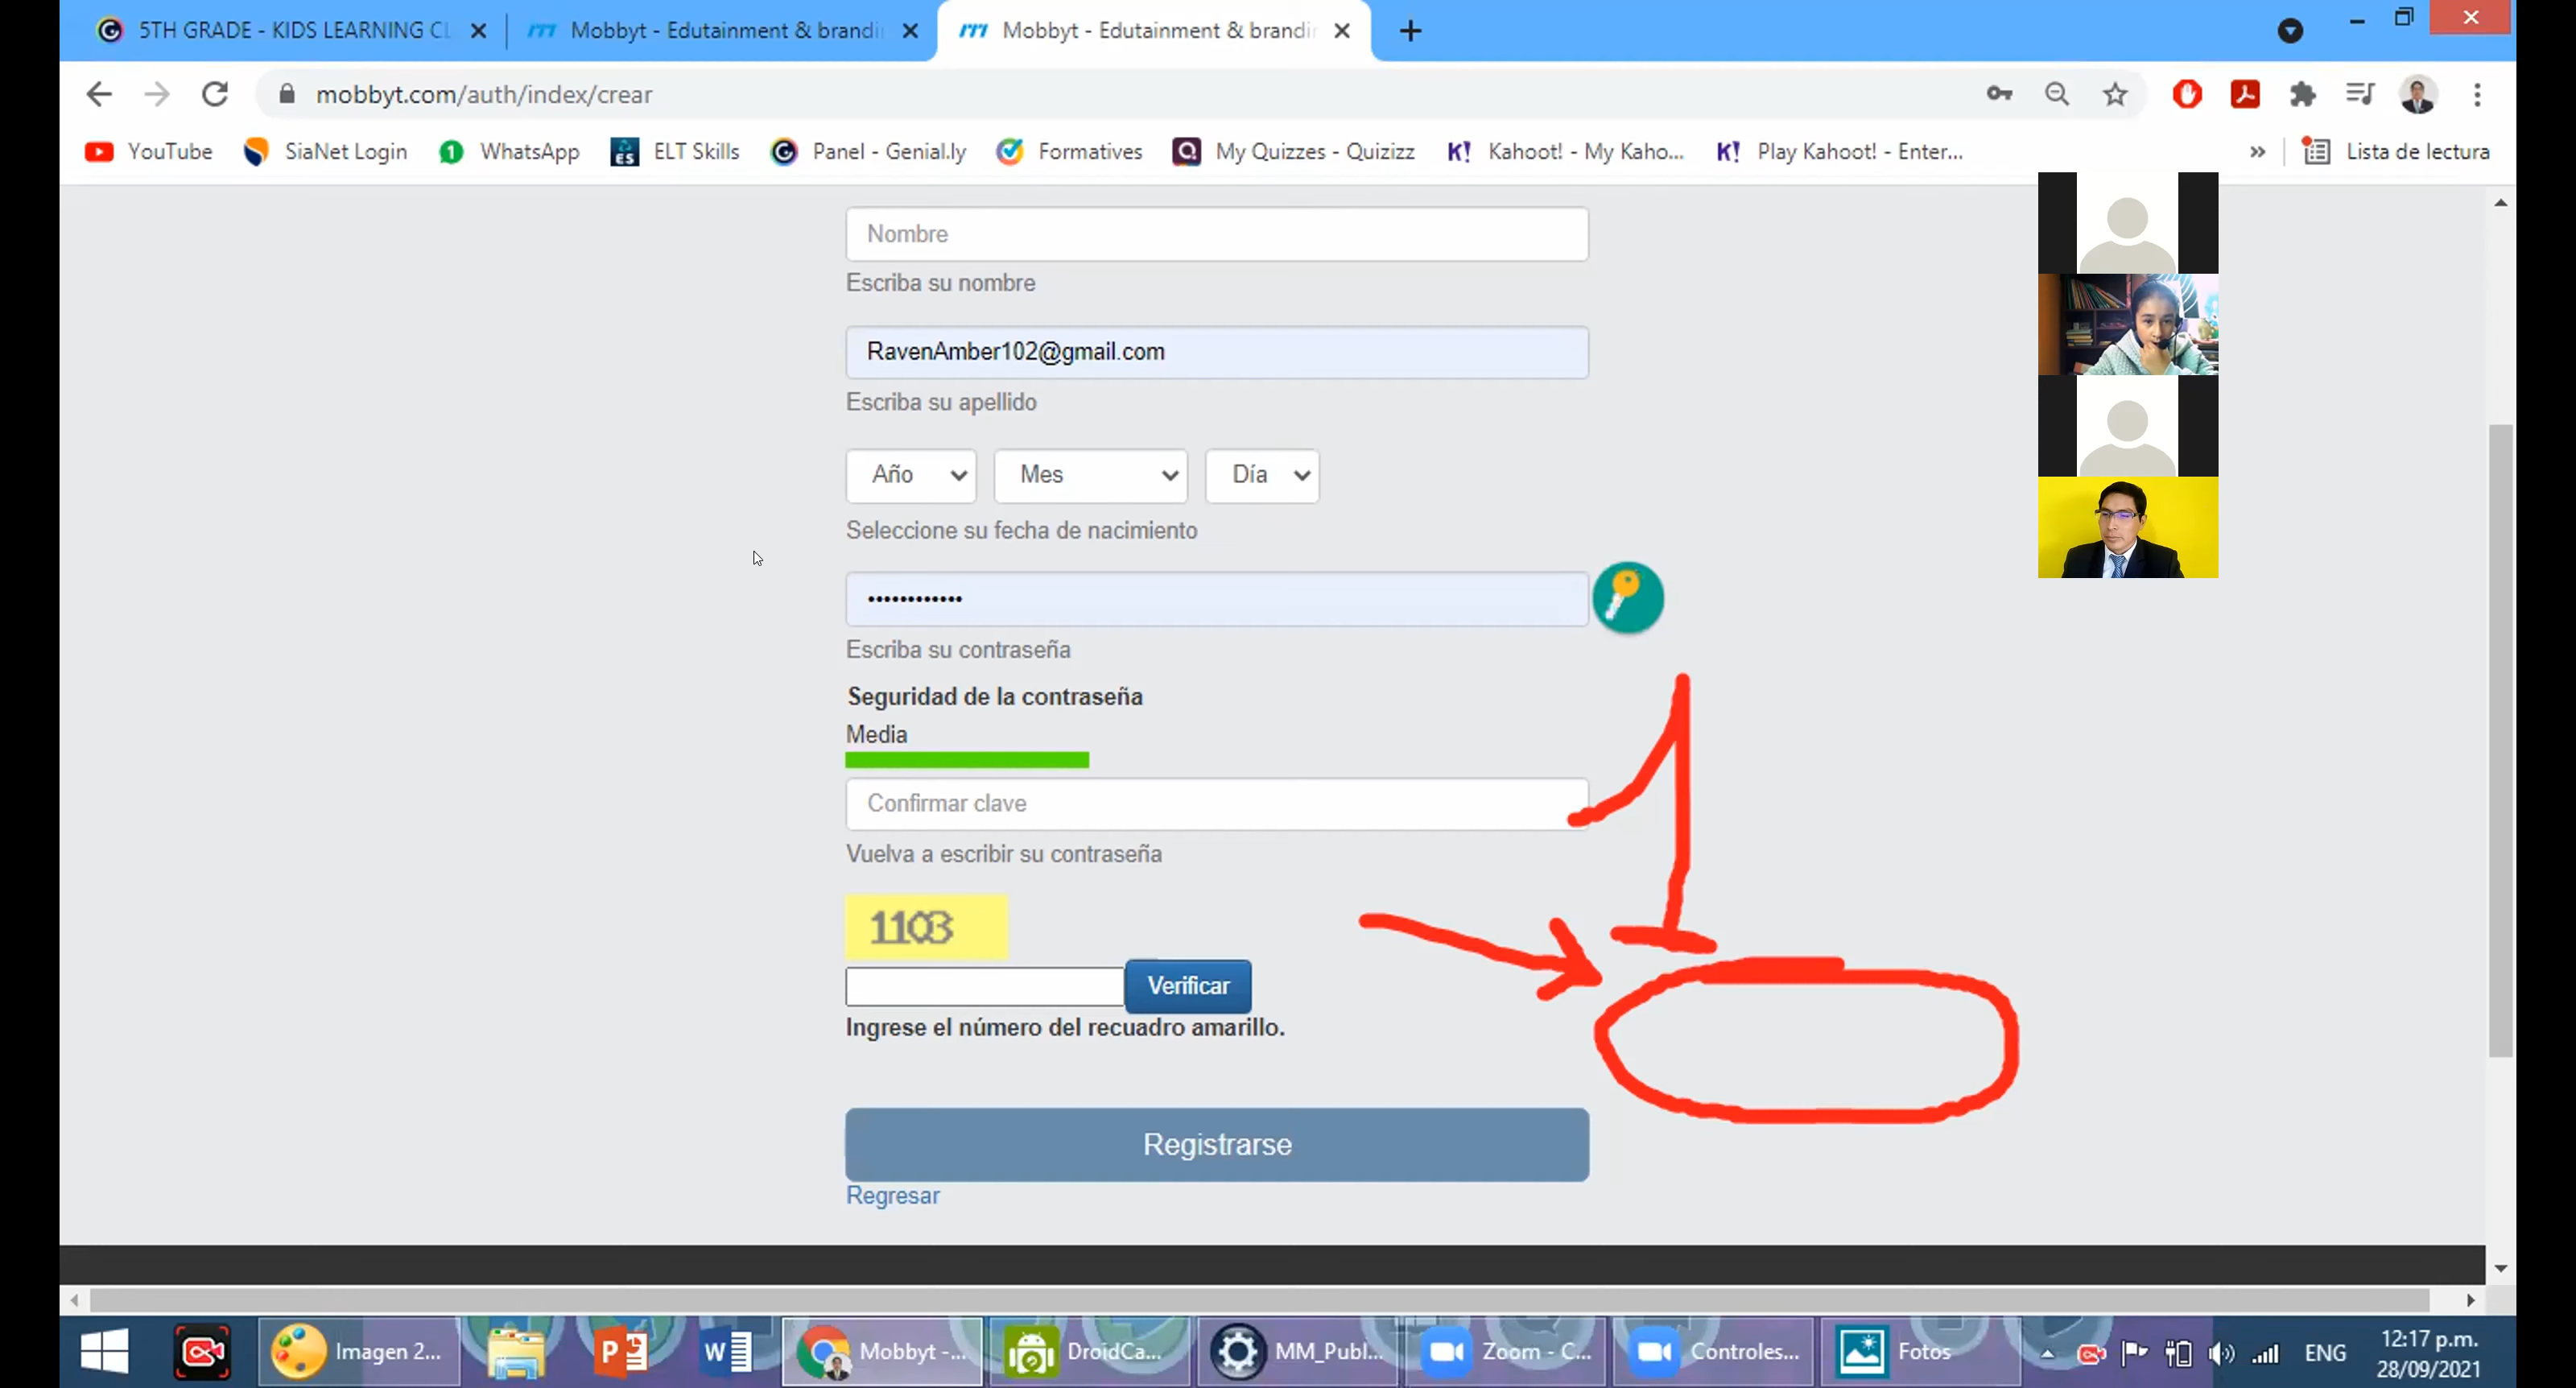 5TH GRADE - KIDS LEARNING CL
Mobbyt - Edutainment & brandi
Mobbyt - Edutainment & brandin
mobbyt.com/auth/index/crear
YouTube
SiaNet Login
1
WhatsApp
ES
ELT Skills
Panel - Genial.ly
Formatives
My Quizzes - Quizizz
K!
Kahoot! - My Kaho...
K!
Play Kahoot! - Enter...
»
Lista de lectura
Nombre
Escriba su nombre
RavenAmber102@gmail.com
Escriba su apellido
Año
Mes
Día
Seleccione su fecha de nacimiento
••••••••••••
Escriba su contraseña
Seguridad de la contraseña
Media
Confirmar clave
Vuelva a escribir su contraseña
1
1103
Verificar
Ingrese el número del recuadro amarillo.
Registrarse
Regresar
Imagen 2...
Mobbyt -...
DroidCa...
MM_Publ...
Zoom - C...
Controles...
Fotos
ENG
12:17 p.m.
28/09/2021